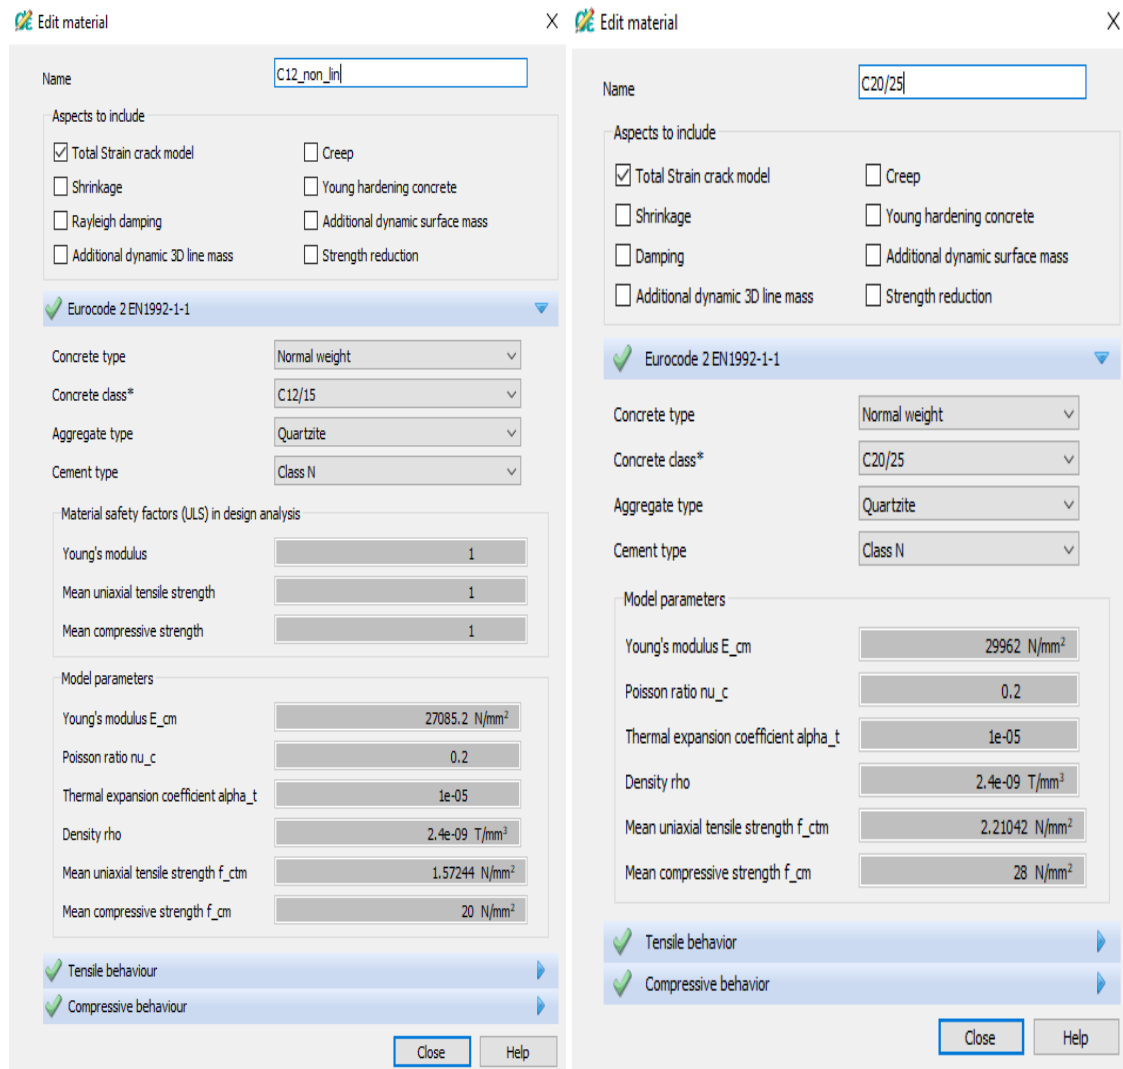 Edit material X
Name C12_non_lin
Aspects to include
Total Strain crack model Creep
Shrinkage Young hardening concrete
Rayleigh damping Additional dynamic surface mass
Additional dynamic 3D line mass Strength reduction
Eurocode 2 EN1992-1-1
Concrete type Normal weight
Concrete class* C12/15
Aggregate type Quartzite
Cement type Class N
Material safety factors (ULS) in design analysis
Young's modulus 1
Mean uniaxial tensile strength 1
Mean compressive strength 1
Model parameters
Young's modulus E_cm 27085.2 N/mm²
Poisson ratio nu_c 0.2
Thermal expansion coefficient alpha_t 1e-05
Density rho 2.4e-09 T/mm³
Mean uniaxial tensile strength f_ctm 1.57244 N/mm²
Mean compressive strength f_cm 20 N/mm²
Tensile behaviour
Compressive behaviour
Close Help
Edit material X
Name C20/25
Aspects to include
Total Strain crack model Creep
Shrinkage Young hardening concrete
Damping Additional dynamic surface mass
Additional dynamic 3D line mass Strength reduction
Eurocode 2 EN1992-1-1
Concrete type Normal weight
Concrete class* C20/25
Aggregate type Quartzite
Cement type Class N
Model parameters
Young's modulus E_cm 29962 N/mm²
Poisson ratio nu_c 0.2
Thermal expansion coefficient alpha_t 1e-05
Density rho 2.4e-09 T/mm³
Mean uniaxial tensile strength f_ctm 2.21042 N/mm²
Mean compressive strength f_cm 28 N/mm²
Tensile behavior
Compressive behavior
Close Help